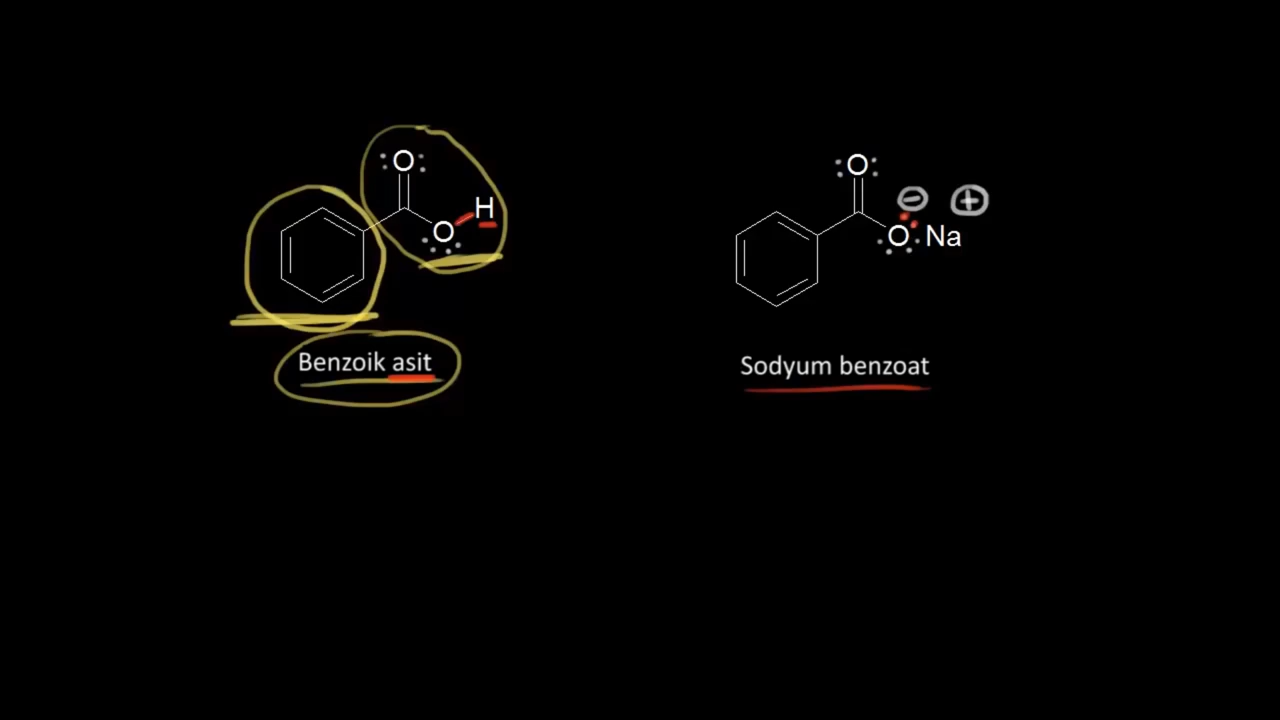 O
H
O
Benzoik asit
O
− +
O Na
Sodyum benzoat